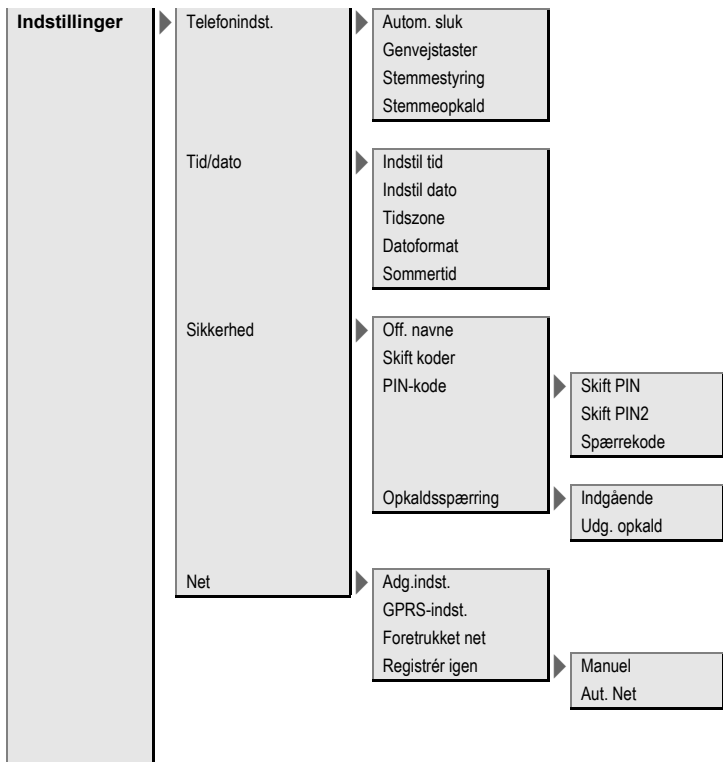 Indstillinger
Telefonindst.
Autom. sluk
Genvejstaster
Stemmestyring
Stemmeopkald
Tid/dato
Indstil tid
Indstil dato
Tidszone
Datoformat
Sommertid
Sikkerhed
Off. navne
Skift koder
PIN-kode
Skift PIN
Skift PIN2
Spærrekode
Opkaldsspærring
Indgående
Udg. opkald
Net
Adg.indst.
GPRS-indst.
Foretrukket net
Registrér igen
Manuel
Aut. Net